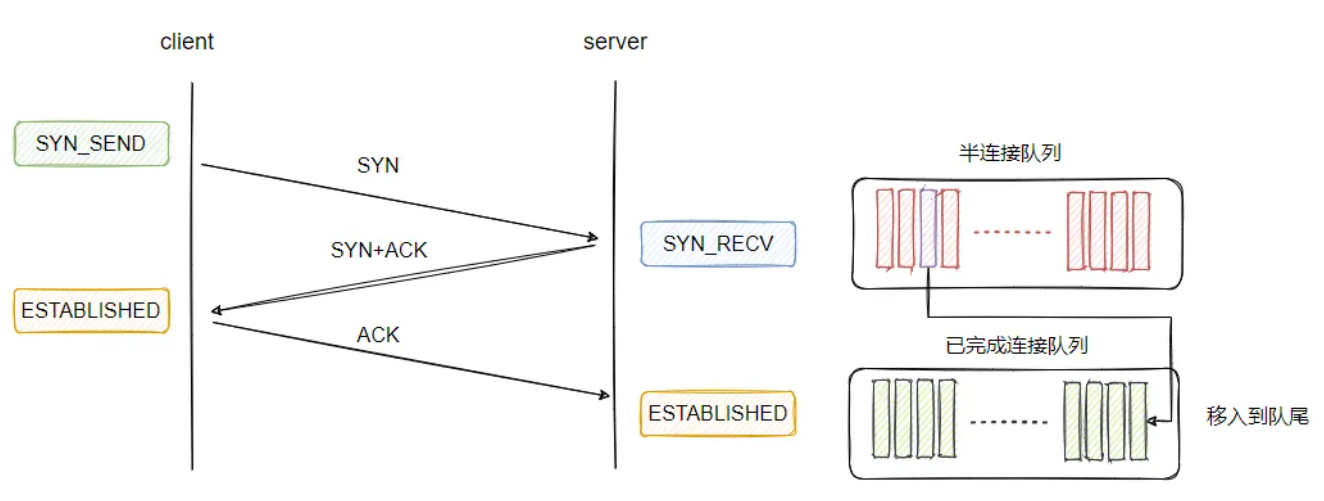 client
server
SYN_SEND
SYN
半连接队列
SYN+ACK
SYN_RECV
ESTABLISHED
ACK
已完成连接队列
ESTABLISHED
移入到队尾